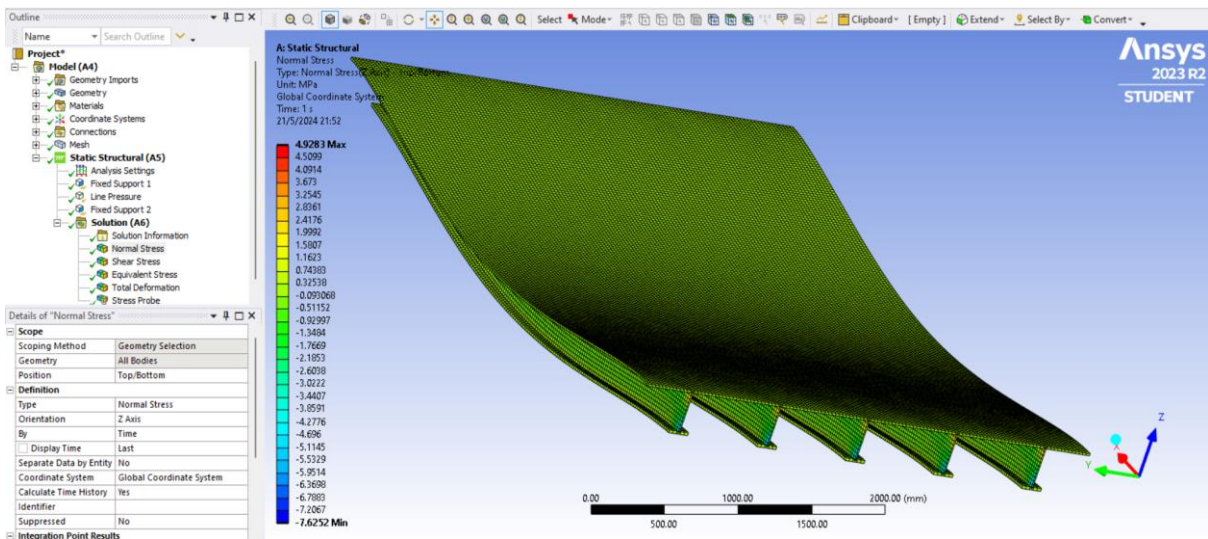 Outline
Name
Search Outline
Project*
Model (A4)
Geometry Imports
Geometry
Materials
Coordinate Systems
Connections
Mesh
Static Structural (A5)
Analysis Settings
Fixed Support 1
Line Pressure
Fixed Support 2
Solution (A6)
Solution Information
Normal Stress
Shear Stress
Equivalent Stress
Total Deformation
Stress Probe
Details of "Normal Stress"
Scope
Scoping Method Geometry Selection
Geometry All Bodies
Position Top/Bottom
Definition
Type Normal Stress
Orientation Z Axis
By Time
Display Time Last
Separate Data by Entity No
Coordinate System Global Coordinate System
Calculate Time History Yes
Identifier
Suppressed No
Integration Point Results
Select Mode Clipboard [Empty] Extend Select By Convert
A: Static Structural
Normal Stress
Type: Normal Stress(Z Axis) - Top/Bottom
Unit: MPa
Global Coordinate System
Time: 1 s
21/5/2024 21:52
4.9283 Max
4.5099
4.0914
3.673
3.2545
2.8361
2.4176
1.9992
1.5807
1.1623
0.74383
0.32538
-0.093068
-0.51152
-0.92997
-1.3484
-1.7669
-2.1853
-2.6038
-3.0222
-3.4407
-3.8591
-4.2776
-4.696
-5.1145
-5.5329
-5.9514
-6.3698
-6.7883
-7.2067
-7.6252 Min
Ansys
2023 R2
STUDENT
Z
X
Y
0.00 1000.00 2000.00 (mm)
500.00 1500.00